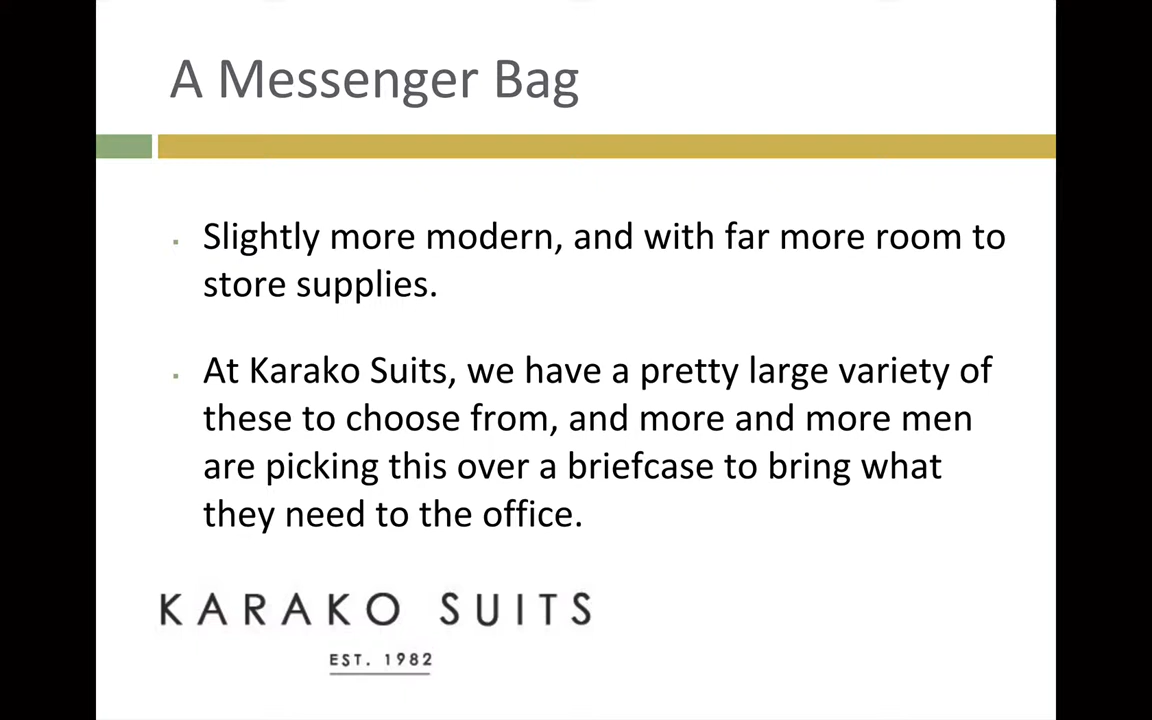 A Messenger Bag
Slightly more modern, and with far more room to
store supplies.
At Karako Suits, we have a pretty large variety of
these to choose from, and more and more men
are picking this over a briefcase to bring what
they need to the office.
KARAKO SUITS
EST. 1982